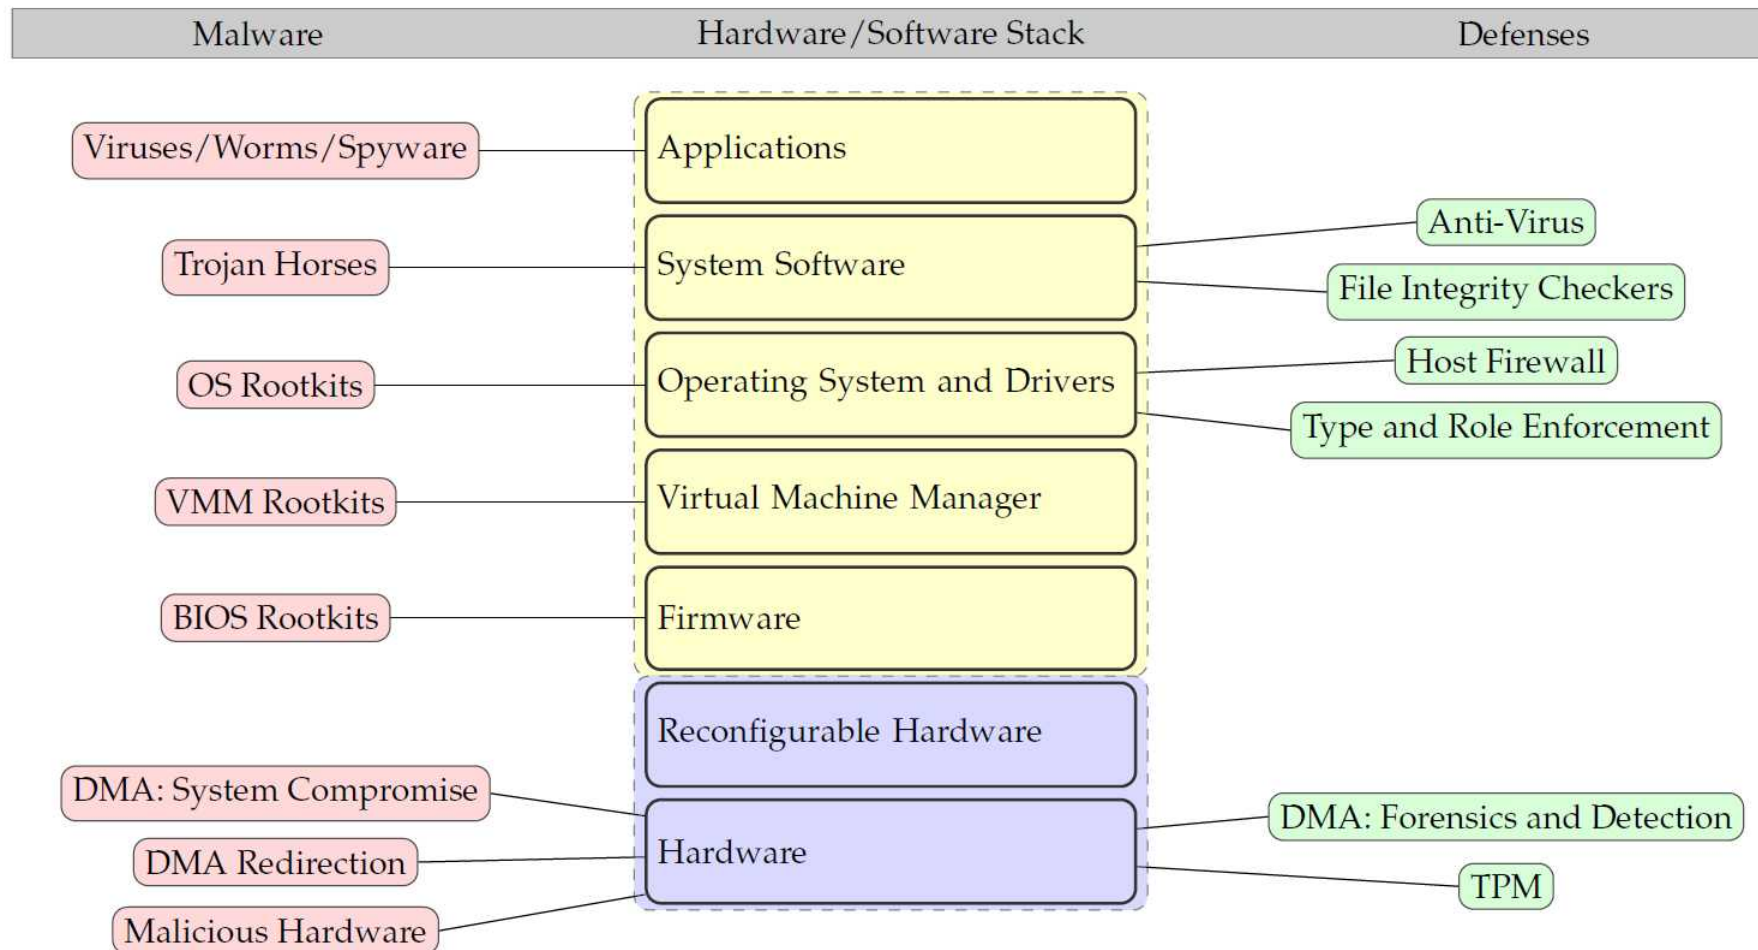 Malware
Hardware/Software Stack
Defenses
Viruses/Worms/Spyware
Applications
Anti-Virus
Trojan Horses
System Software
File Integrity Checkers
Host Firewall
OS Rootkits
Operating System and Drivers
Type and Role Enforcement
VMM Rootkits
Virtual Machine Manager
BIOS Rootkits
Firmware
Reconfigurable Hardware
DMA: System Compromise
DMA: Forensics and Detection
DMA Redirection
Hardware
TPM
Malicious Hardware